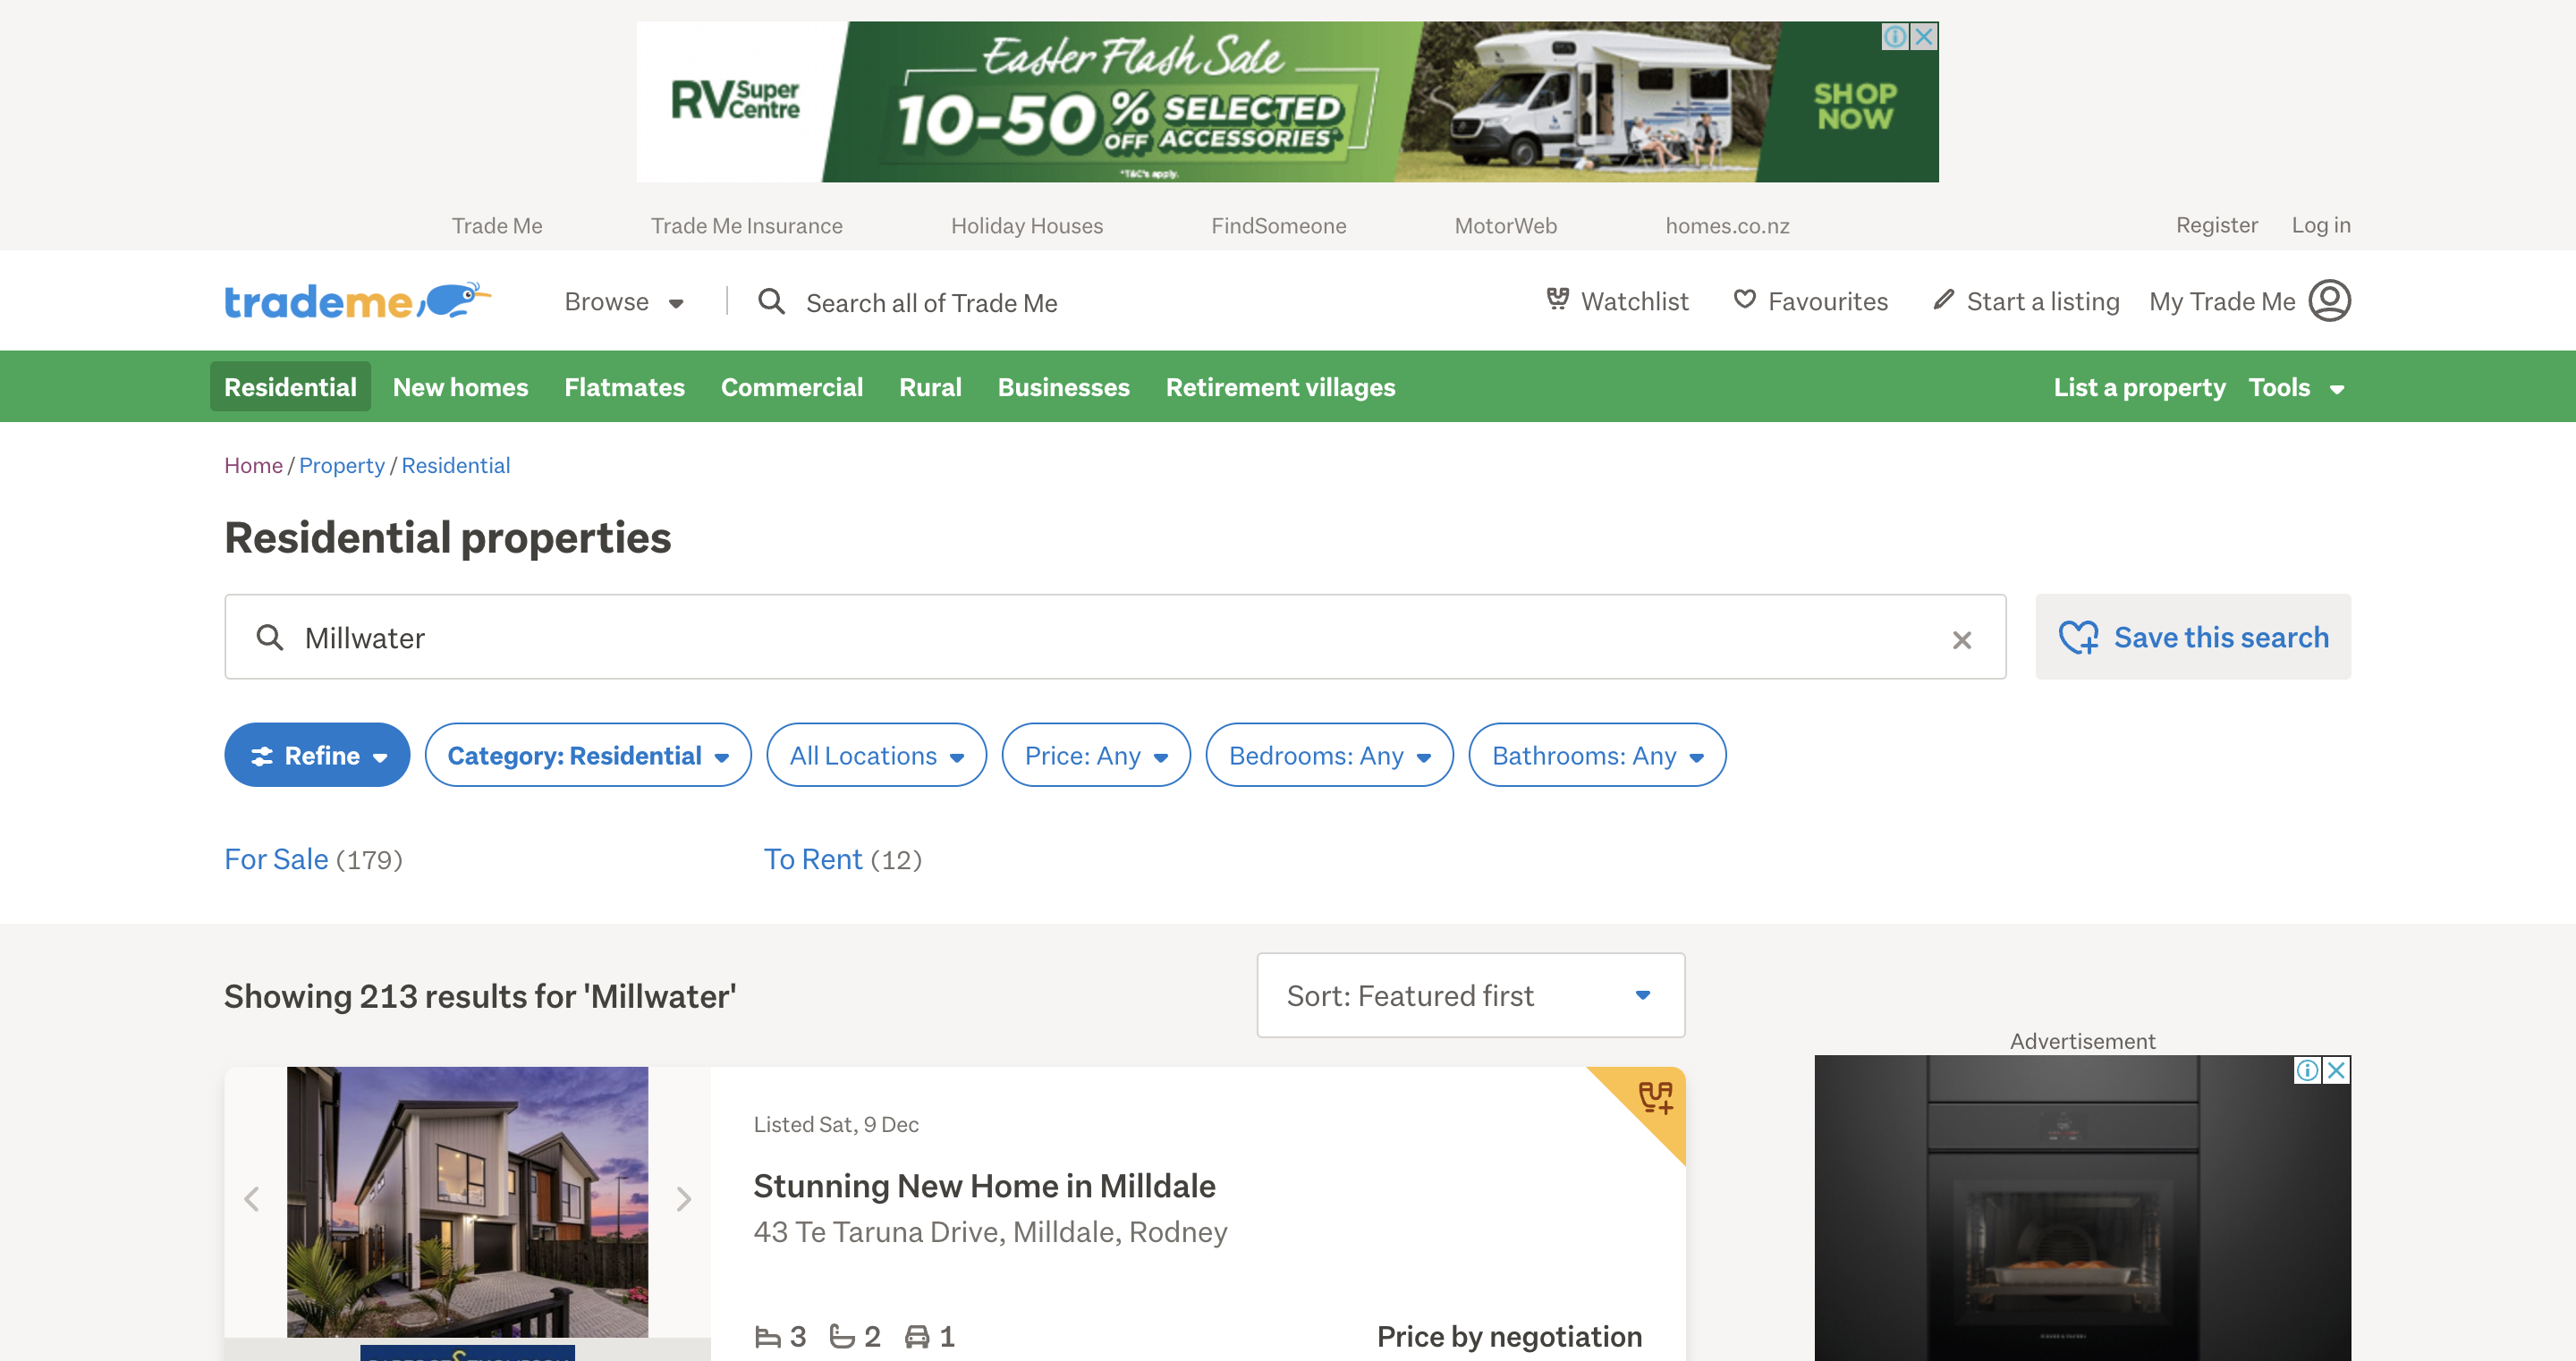 RV Super Centre
Easter Flash Sale
10-50% OFF SELECTED ACCESSORIES*
*T&C's apply.
SHOP NOW
Trade Me
Trade Me Insurance
Holiday Houses
FindSomeone
MotorWeb
homes.co.nz
Register
Log in
trademe
Browse
Search all of Trade Me
Watchlist
Favourites
Start a listing
My Trade Me
Residential
New homes
Flatmates
Commercial
Rural
Businesses
Retirement villages
List a property
Tools
Home / Property / Residential
Residential properties
Millwater
Save this search
Refine
Category: Residential
All Locations
Price: Any
Bedrooms: Any
Bathrooms: Any
For Sale (179)
To Rent (12)
Showing 213 results for 'Millwater'
Sort: Featured first
Advertisement
Listed Sat, 9 Dec
Stunning New Home in Milldale
43 Te Taruna Drive, Milldale, Rodney
3 2 1
Price by negotiation